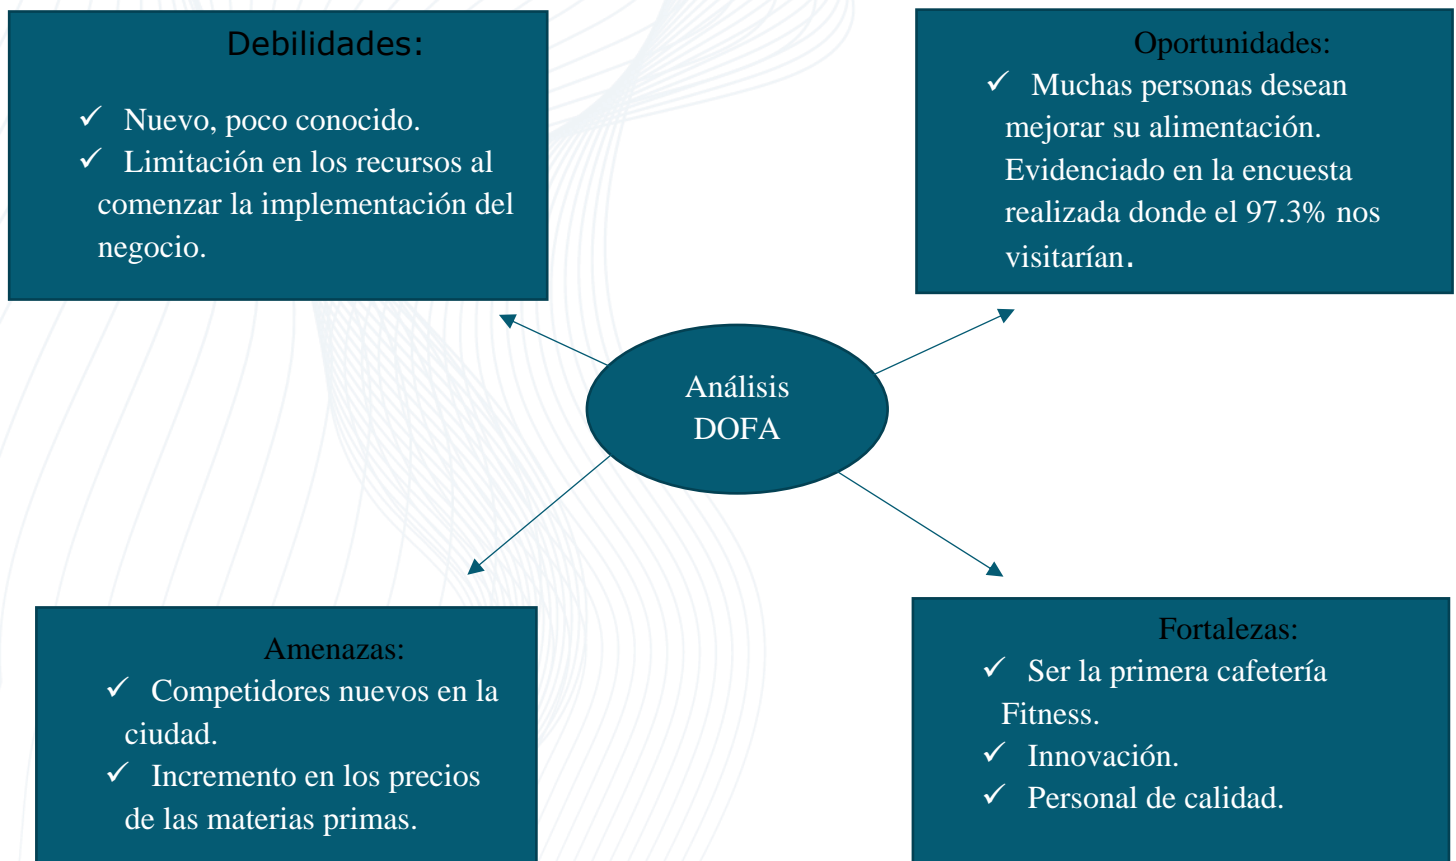 Debilidades:
✓ Nuevo, poco conocido.
✓ Limitación en los recursos al
comenzar la implementación del
negocio.
Oportunidades:
✓ Muchas personas desean
mejorar su alimentación.
Evidenciado en la encuesta
realizada donde el 97.3% nos
visitarían.
Análisis
DOFA
Amenazas:
✓ Competidores nuevos en la
ciudad.
✓ Incremento en los precios
de las materias primas.
Fortalezas:
✓ Ser la primera cafetería
Fitness.
✓ Innovación.
✓ Personal de calidad.